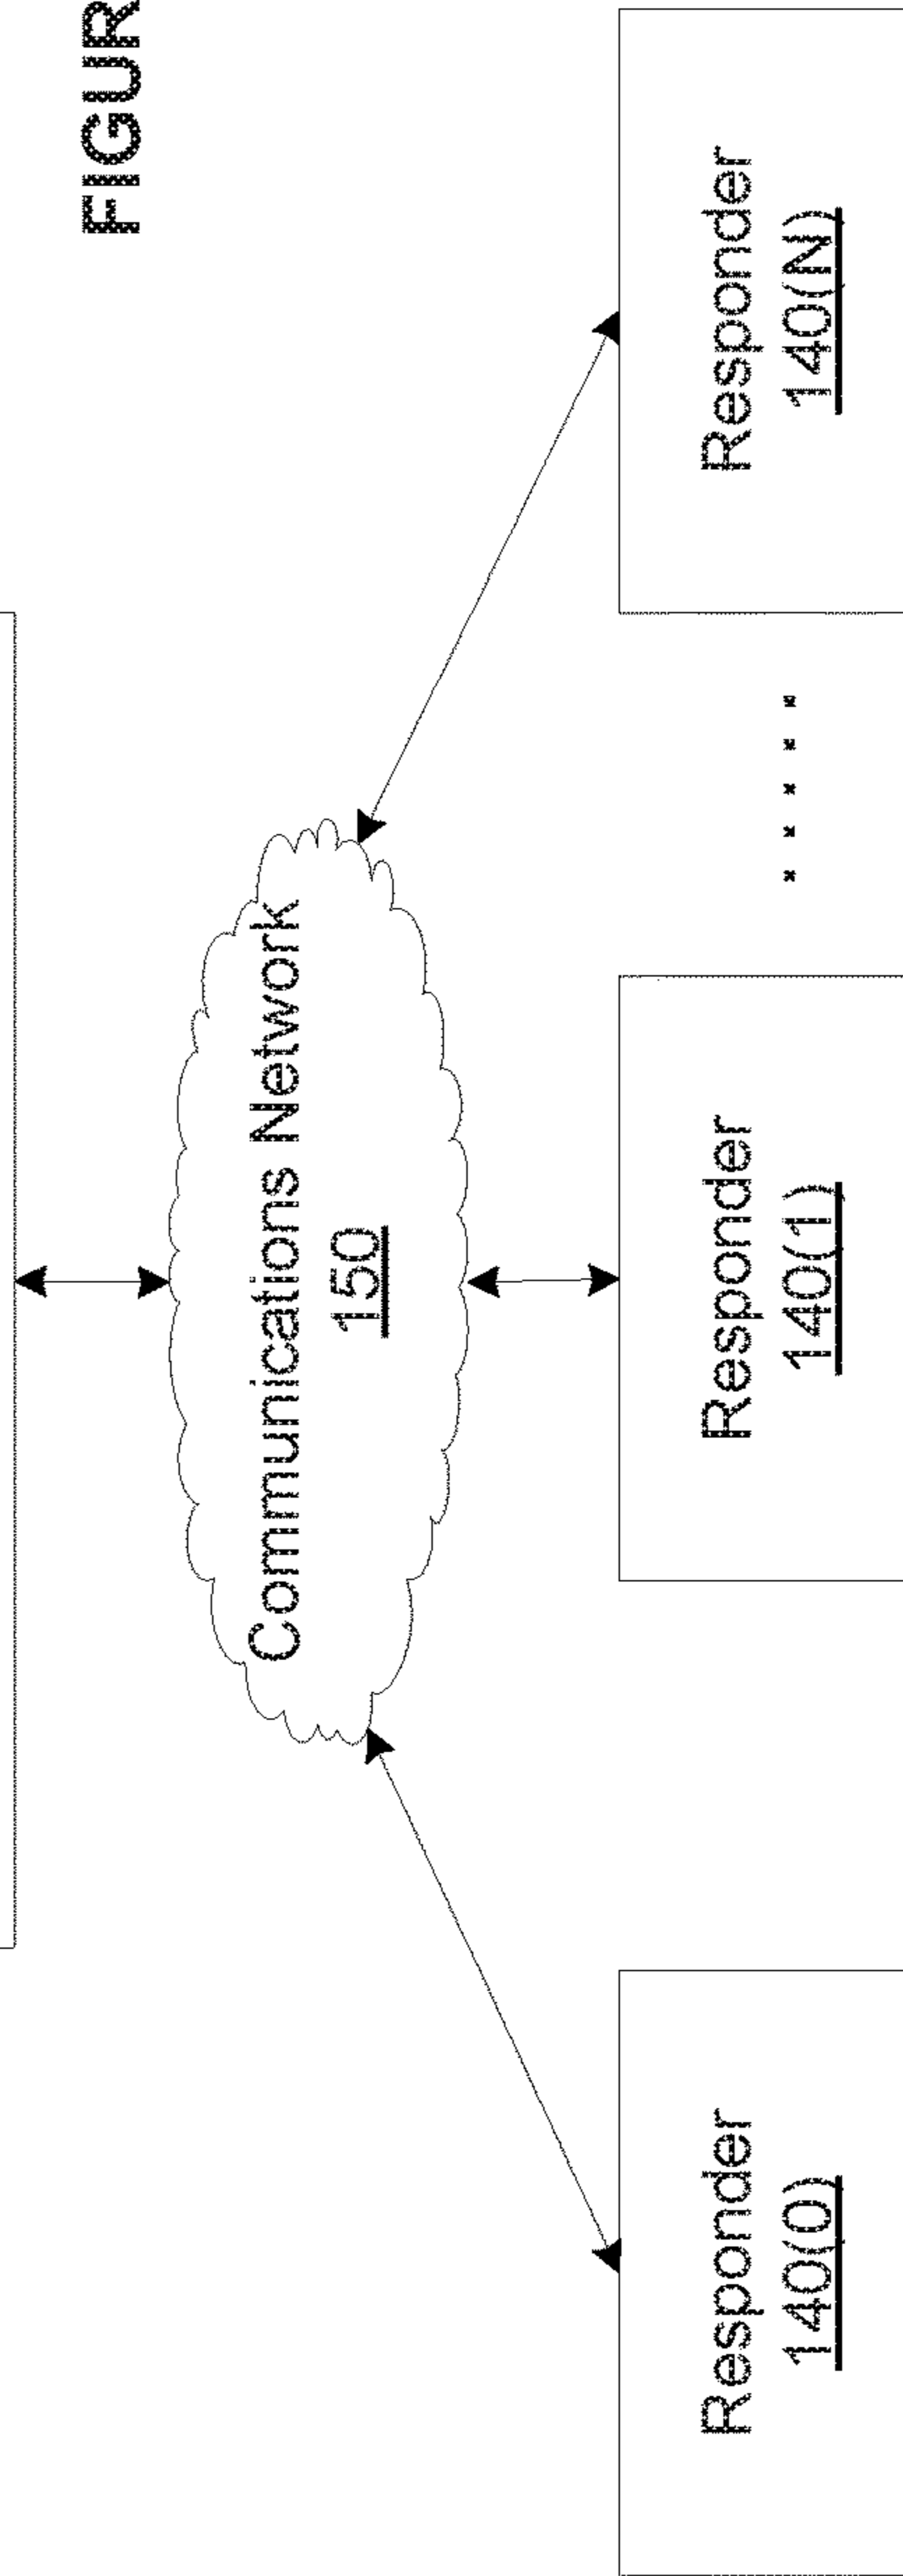 FIGUR
Communications Network
150
Responder
140(0)
Responder
140(1)
.....
Responder
140(N)